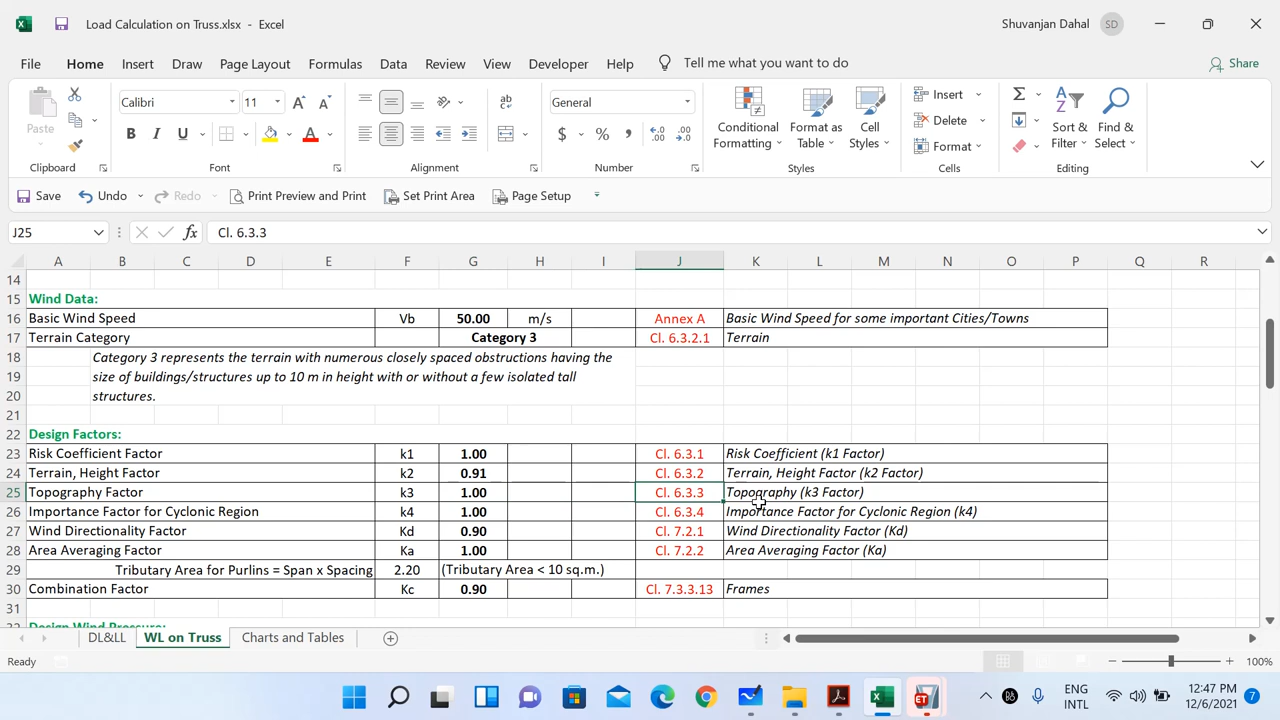 Load Calculation on Truss.xlsx - Excel
Shuvanjan Dahal SD
File Home Insert Draw Page Layout Formulas Data Review View Developer Help Tell me what you want to do Share
Paste
Calibri 11
General
Conditional Formatting
Format as Table
Cell Styles
Insert
Delete
Format
Sort & Filter
Find & Select
Clipboard Font Alignment Number Styles Cells Editing
Save Undo Redo Print Preview and Print Set Print Area Page Setup
J25 fx Cl. 6.3.3
A B C D E F G H I J K L M N O P Q R
14
15 Wind Data:
16 Basic Wind Speed Vb 50.00 m/s Annex A Basic Wind Speed for some important Cities/Towns
17 Terrain Category Category 3 Cl. 6.3.2.1 Terrain
18 Category 3 represents the terrain with numerous closely spaced obstructions having the
19 size of buildings/structures up to 10 m in height with or without a few isolated tall
20 structures.
21
22 Design Factors:
23 Risk Coefficient Factor k1 1.00 Cl. 6.3.1 Risk Coefficient (k1 Factor)
24 Terrain, Height Factor k2 0.91 Cl. 6.3.2 Terrain, Height Factor (k2 Factor)
25 Topography Factor k3 1.00 Cl. 6.3.3 Topography (k3 Factor)
26 Importance Factor for Cyclonic Region k4 1.00 Cl. 6.3.4 Importance Factor for Cyclonic Region (k4)
27 Wind Directionality Factor Kd 0.90 Cl. 7.2.1 Wind Directionality Factor (Kd)
28 Area Averaging Factor Ka 1.00 Cl. 7.2.2 Area Averaging Factor (Ka)
29 Tributary Area for Purlins = Span x Spacing 2.20 (Tributary Area < 10 sq.m.)
30 Combination Factor Kc 0.90 Cl. 7.3.3.13 Frames
31
32 Design Wind Pressure:
DL&LL WL on Truss Charts and Tables
Ready 100%
ET ENG INTL 12:47 PM 12/6/2021 7